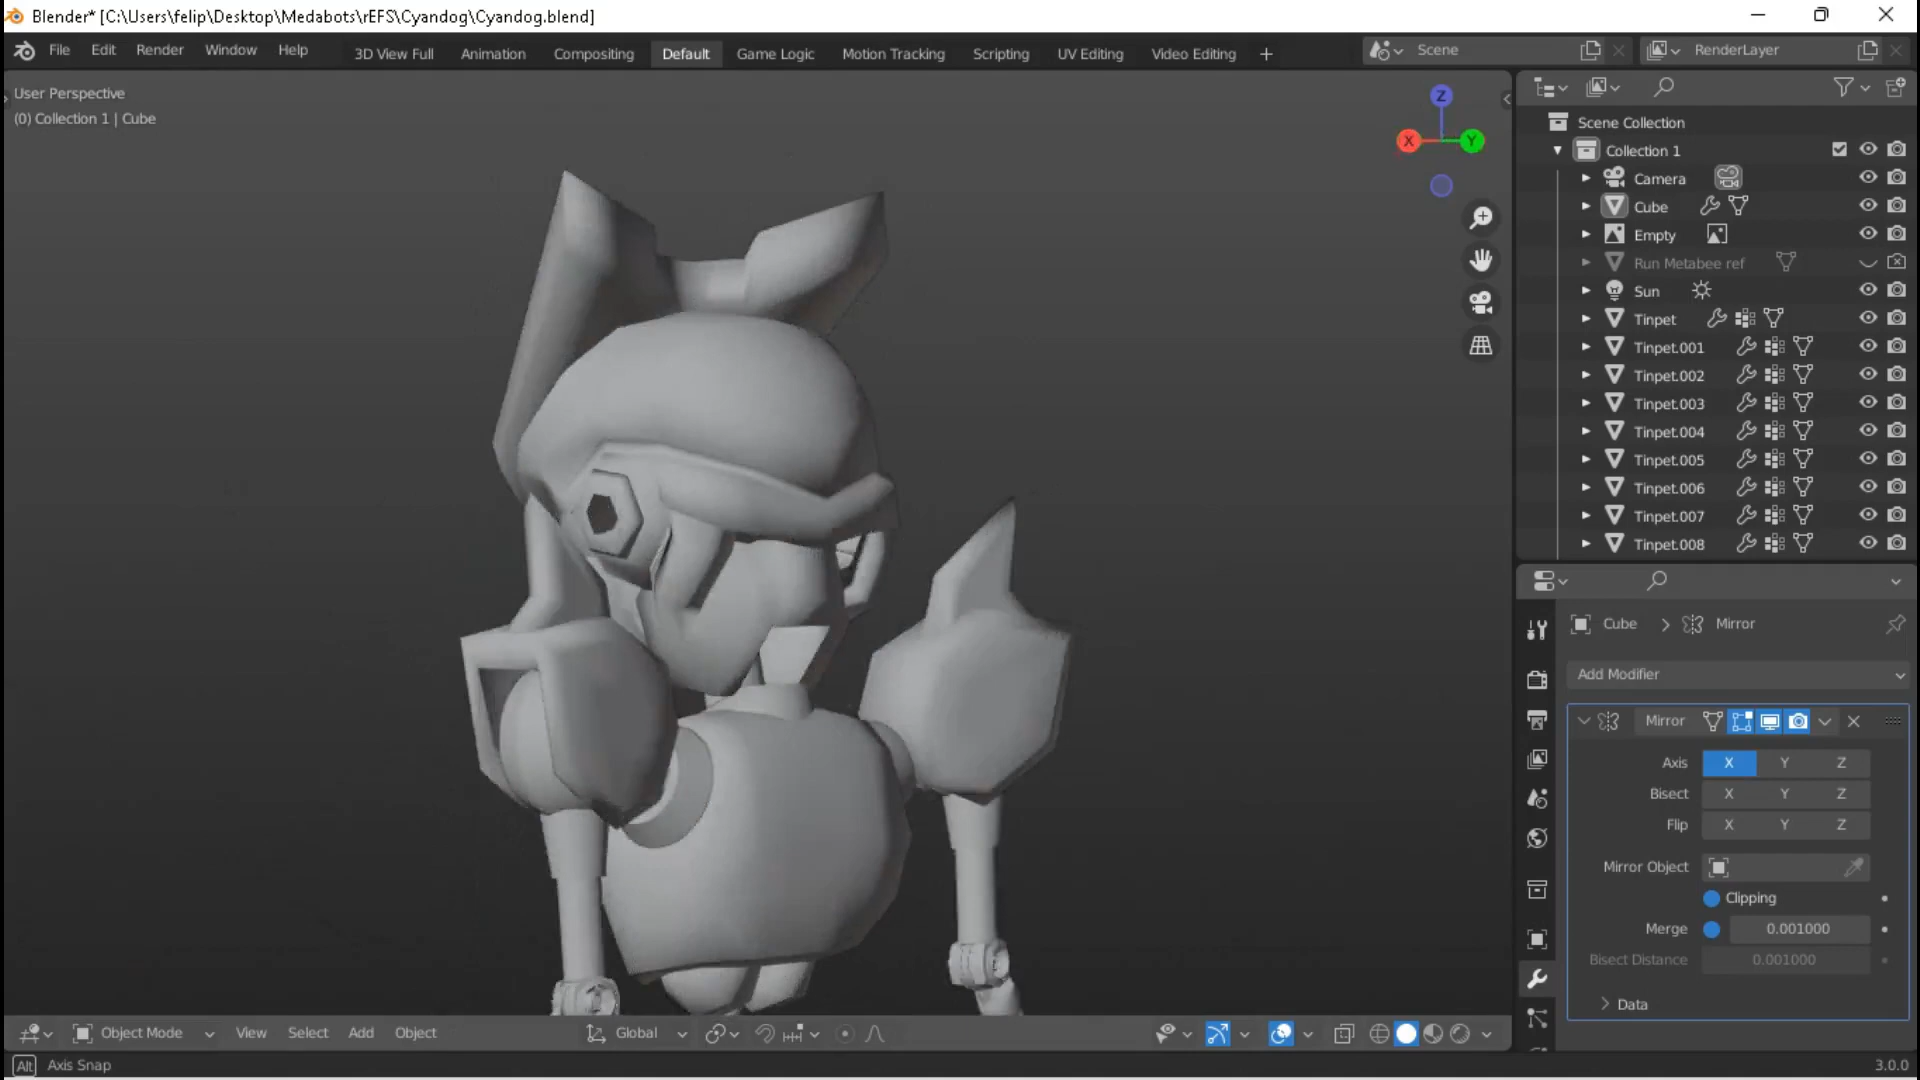 Blender* [C:\Users\felip\Desktop\Medabots\rEFS\Cyandog\Cyandog.blend]
File Edit Render Window Help 3D View Full Animation Compositing Default Game Logic Motion Tracking Scripting UV Editing Video Editing + Scene RenderLayer
User Perspective
(0) Collection 1 | Cube
Z
X Y
Scene Collection
Collection 1
Camera
Cube
Empty
Run Metabee ref
Sun
Tinpet
Tinpet.001
Tinpet.002
Tinpet.003
Tinpet.004
Tinpet.005
Tinpet.006
Tinpet.007
Tinpet.008
Cube > Mirror
Add Modifier
Mirror
Axis X Y Z
Bisect X Y Z
Flip X Y Z
Mirror Object
Clipping
Merge 0.001000
Bisect Distance 0.001000
Data
Object Mode View Select Add Object Global
Alt Axis Snap 3.0.0